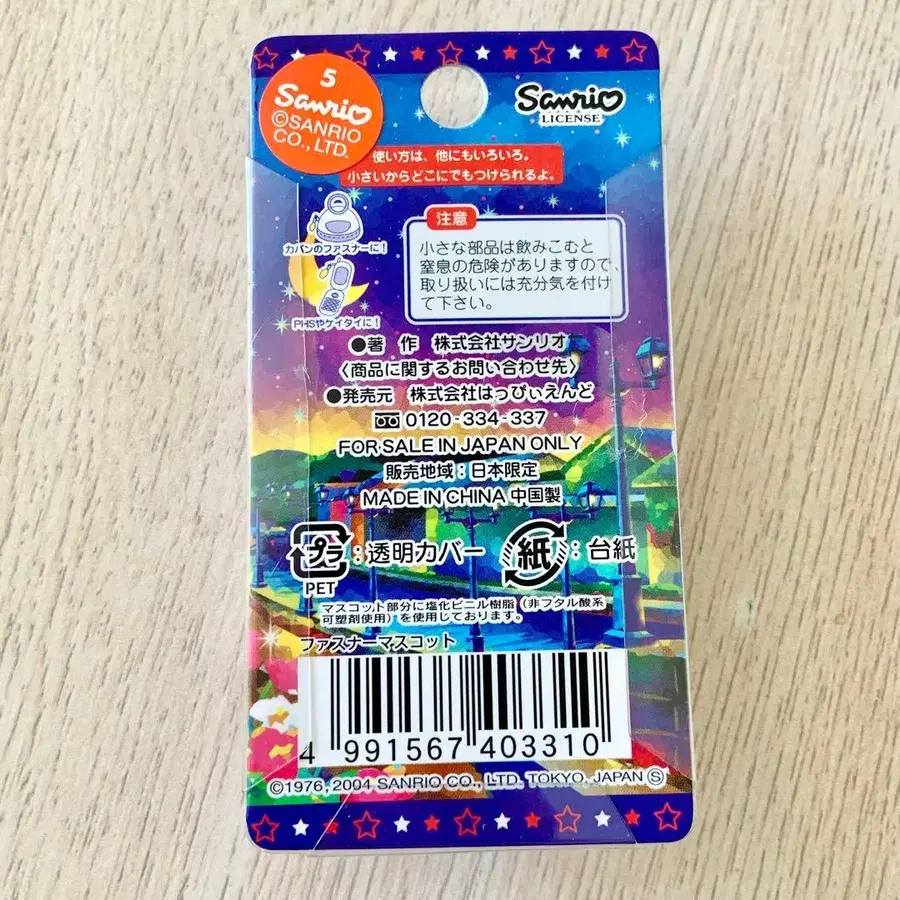 5
Sanrio
©SANRIO
CO., LTD.
Sanrio
LICENSE
使い方は、他にもいろいろ。
小さいからどこにでもつけられるよ。
カバンのファスナーに!
PHSやケイタイに!
注意
小さな部品は飲みこむと
窒息の危険がありますので、
取り扱いには充分気を付け
て下さい。
●著 作 株式会社サンリオ
〈商品に関するお問い合わせ先〉
●発売元 株式会社はっぴぃえんど
0120-334-337
FOR SALE IN JAPAN ONLY
販売地域:日本限定
MADE IN CHINA 中国製
プラ:透明カバー
PET
紙:台紙
マスコット部分に塩化ビニル樹脂(非フタル酸系
可塑剤使用)を使用しております。
ファスナーマスコット
4 991567 403310
©1976, 2004 SANRIO CO., LTD. TOKYO, JAPAN Ⓢ